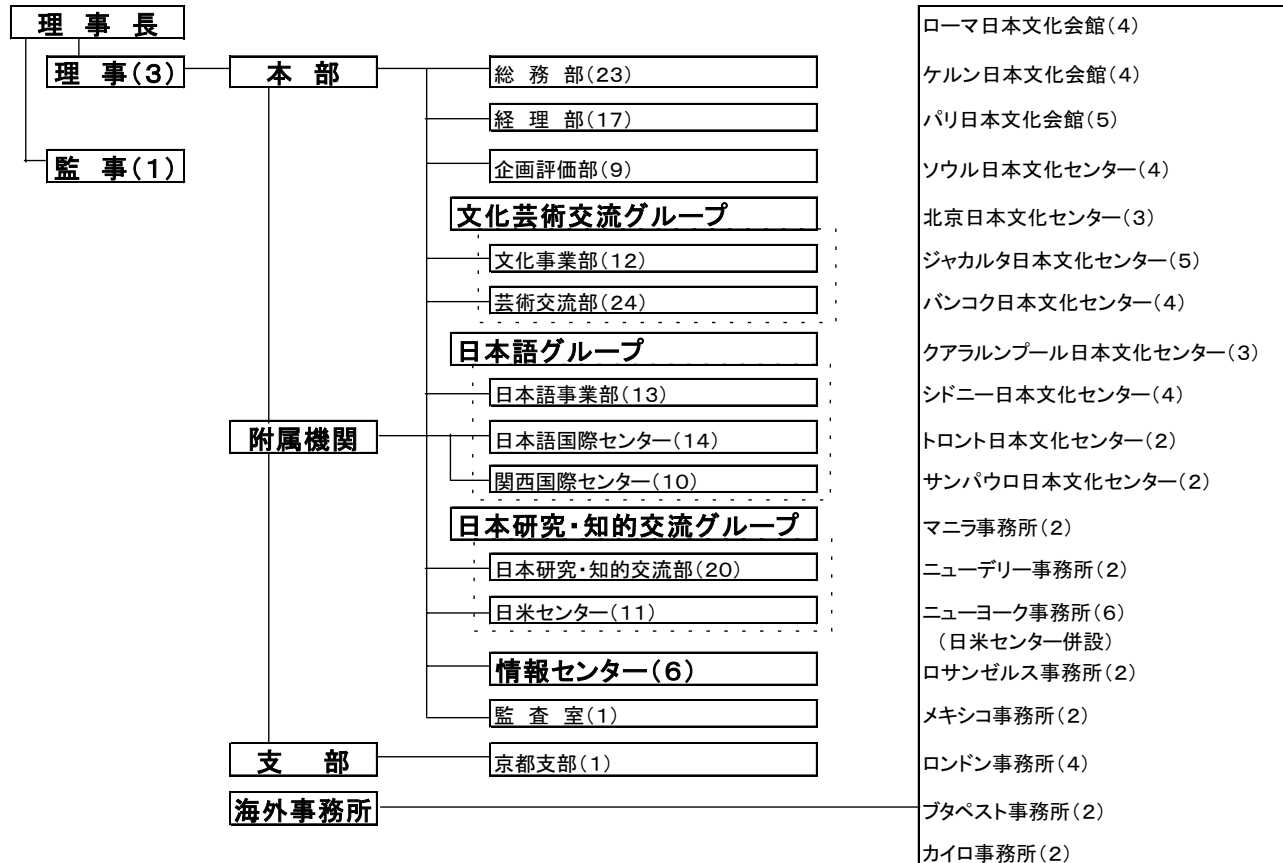 理 事 長
理 事(3)
監 事(1)
本 部
総 務 部(23)
経 理 部(17)
企画評価部(9)
文化芸術交流グループ
文化事業部(12)
芸術交流部(24)
日本語グループ
日本語事業部(13)
附属機関
日本語国際センター(14)
関西国際センター(10)
日本研究・知的交流グループ
日本研究・知的交流部(20)
日米センター(11)
情報センター(6)
監 査 室(1)
支 部
京都支部(1)
海外事務所
ローマ日本文化会館(4)
ケルン日本文化会館(4)
パリ日本文化会館(5)
ソウル日本文化センター(4)
北京日本文化センター(3)
ジャカルタ日本文化センター(5)
バンコク日本文化センター(4)
クアラルンプール日本文化センター(3)
シドニー日本文化センター(4)
トロント日本文化センター(2)
サンパウロ日本文化センター(2)
マニラ事務所(2)
ニューデリー事務所(2)
ニューヨーク事務所(6)
(日米センター併設)
ロサンゼルス事務所(2)
メキシコ事務所(2)
ロンドン事務所(4)
ブタペスト事務所(2)
カイロ事務所(2)